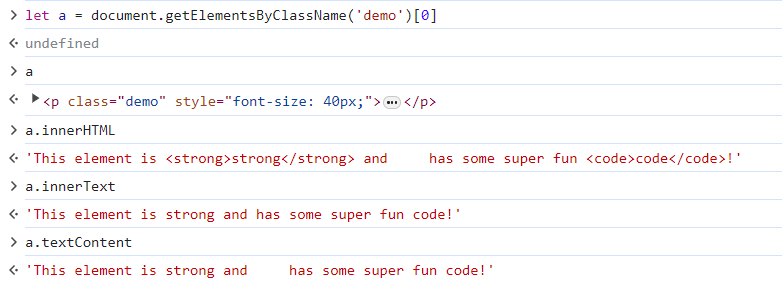 let a = document.getElementsByClassName('demo')[0]
undefined
a
<p class="demo" style="font-size: 40px;">…</p>
a.innerHTML
'This element is <strong>strong</strong> and     has some super fun <code>code</code>!'
a.innerText
'This element is strong and has some super fun code!'
a.textContent
'This element is strong and     has some super fun code!'